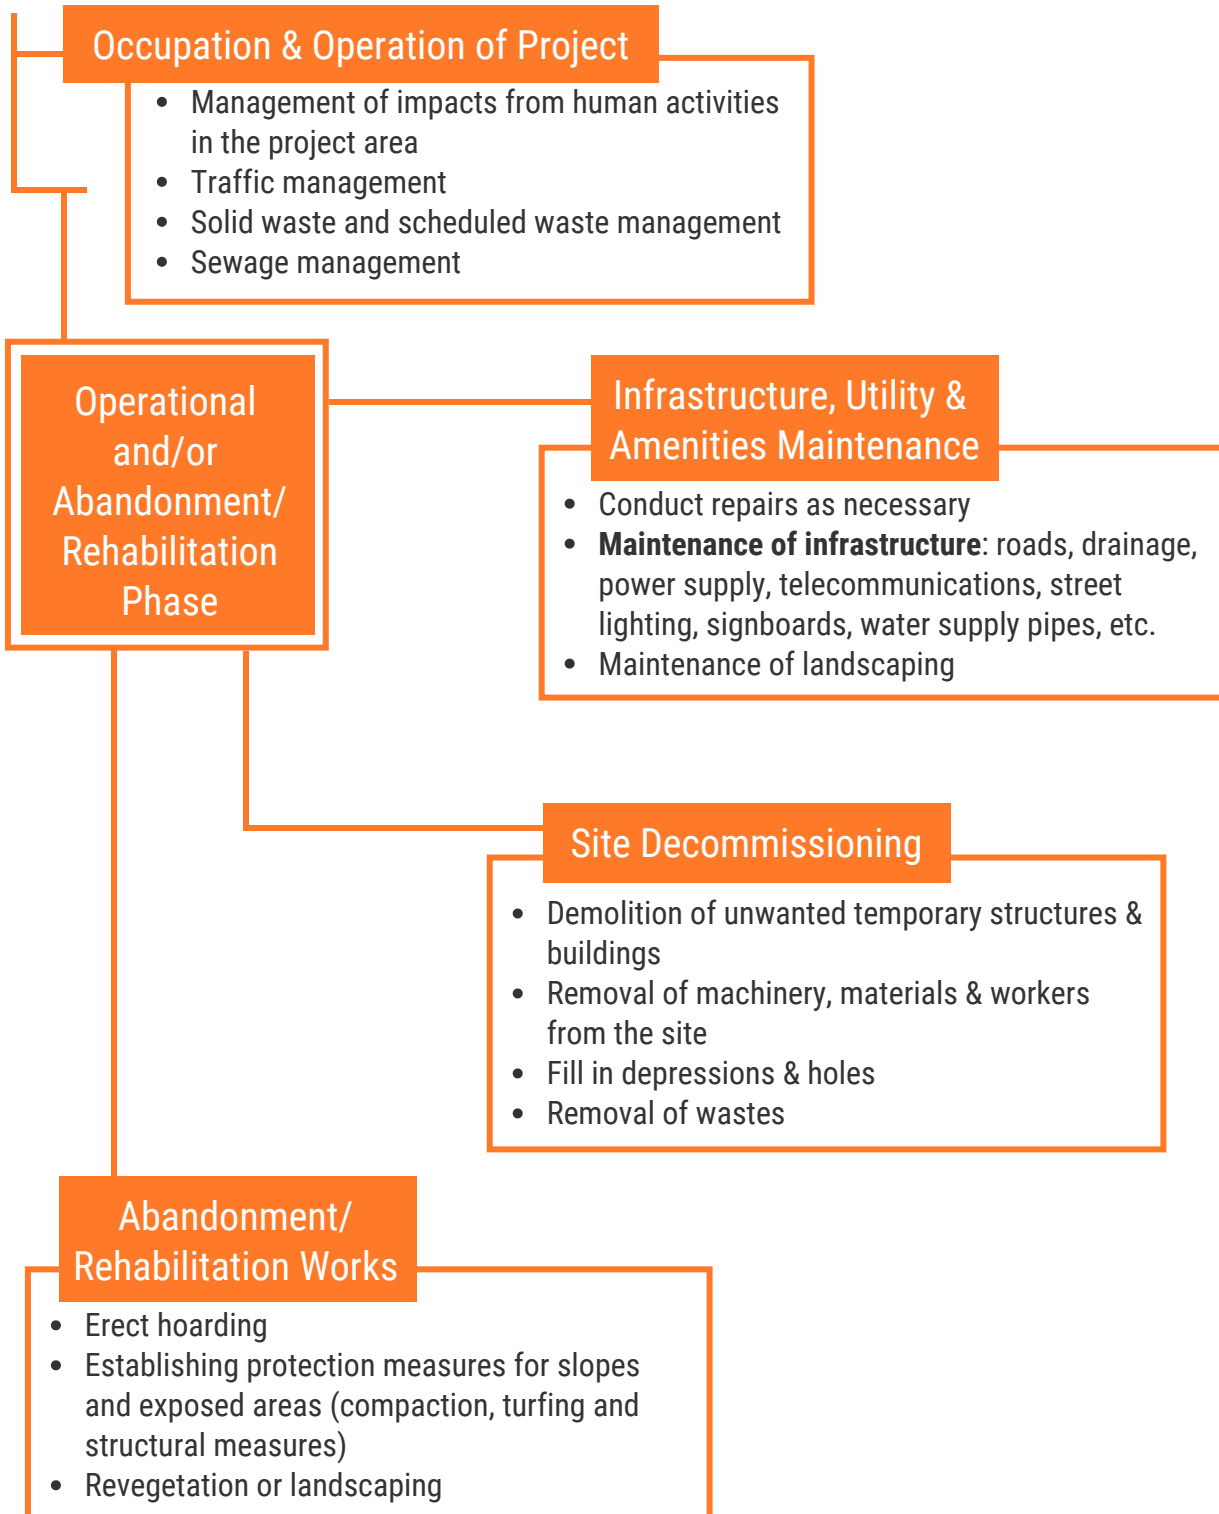 Occupation & Operation of Project
• Management of impacts from human activities
in the project area
• Traffic management
• Solid waste and scheduled waste management
• Sewage management
Operational
and/or
Abandonment/
Rehabilitation
Phase
Infrastructure, Utility &
Amenities Maintenance
• Conduct repairs as necessary
• Maintenance of infrastructure: roads, drainage,
power supply, telecommunications, street
lighting, signboards, water supply pipes, etc.
• Maintenance of landscaping
Site Decommissioning
• Demolition of unwanted temporary structures &
buildings
• Removal of machinery, materials & workers
from the site
• Fill in depressions & holes
• Removal of wastes
Abandonment/
Rehabilitation Works
• Erect hoarding
• Establishing protection measures for slopes
and exposed areas (compaction, turfing and
structural measures)
• Revegetation or landscaping